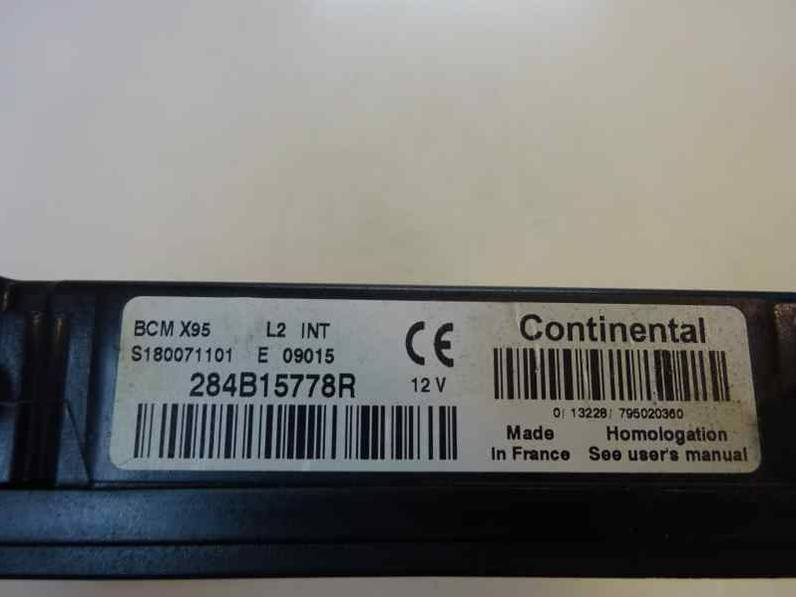 BCM X95 L2 INT
S180071101 E 09015
284B15778R
CE
12 V
Continental
0/ 13228/ 795020360
Made in France
Homologation
See user's manual